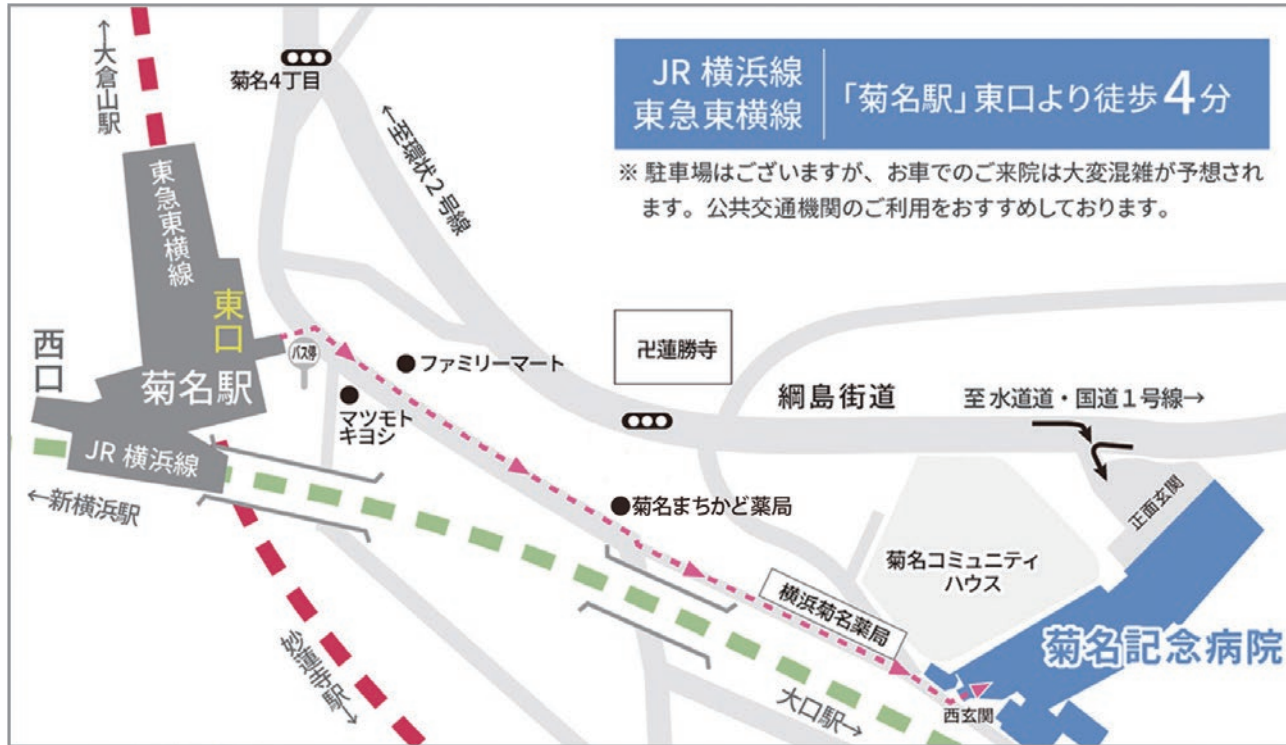 ←大倉山駅
菊名4丁目
JR 横浜線
東急東横線
「菊名駅」東口より徒歩4分
※ 駐車場はございますが、お車でのご来院は大変混雑が予想され
ます。公共交通機関のご利用をおすすめしております。
←至環状2号線
東急東横線
東口
西口
菊名駅
バス停
ファミリーマート
マツモト
キヨシ
卍蓮勝寺
綱島街道
至 水道道・国道1号線→
JR 横浜線
←新横浜駅
菊名まちかど薬局
正面玄関
菊名コミュニティ
ハウス
横浜菊名薬局
菊名記念病院
妙蓮寺駅→
大口駅→
西玄関